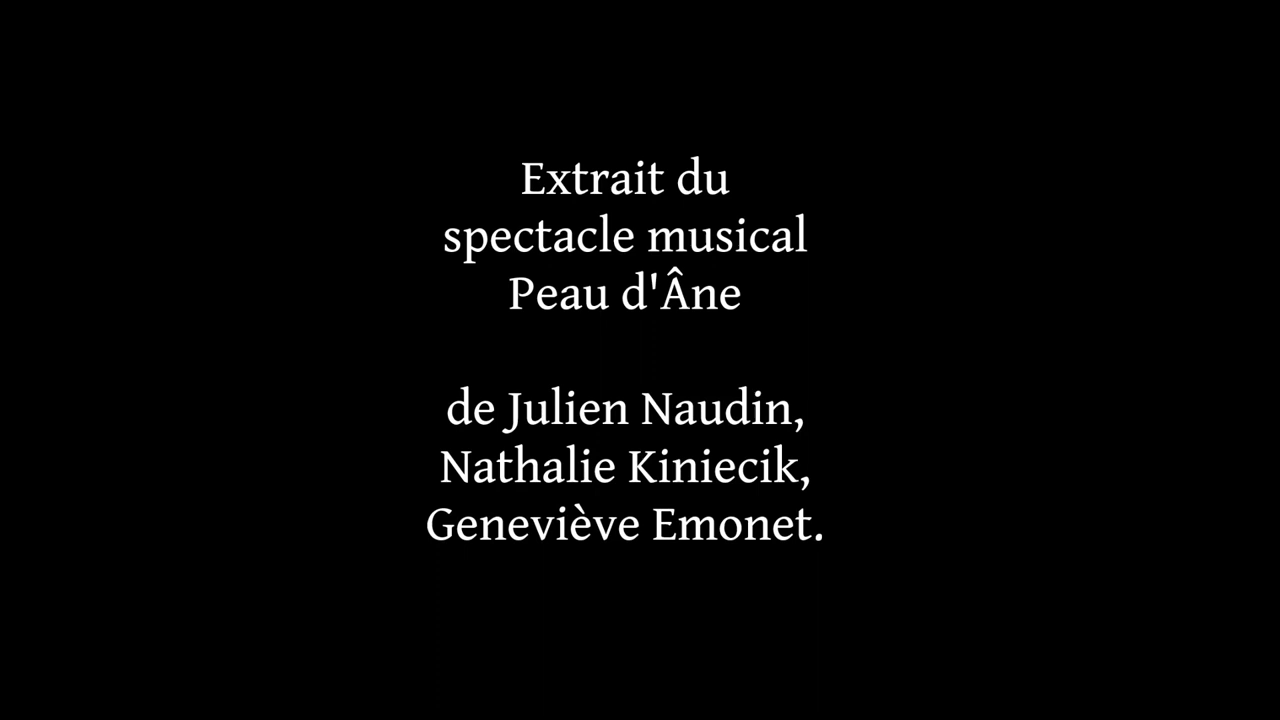 Extrait du
spectacle musical
Peau d'Âne
de Julien Naudin,
Nathalie Kiniecik,
Geneviève Emonet.